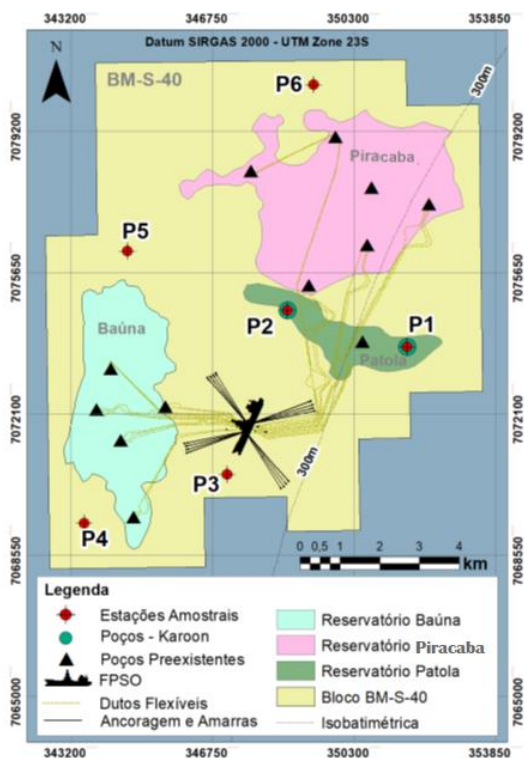 343200 346750 350300 353850
Datum SIRGAS 2000 - UTM Zone 23S
N
BM-S-40
P6
300m
7079200
7079200
Piracaba
P5
7075650
7075650
P2
P1
Baúna
Patola
7072100
7072100
P3
300m
P4
7068550
7068550
0 0,5 1 2 3 4
km
Legenda
Estações Amostrais
Poços - Karoon
Poços Preexistentes
FPSO
Dutos Flexíveis
Ancoragem e Amarras
Reservatório Baúna
Reservatório Piracaba
Reservatório Patola
Bloco BM-S-40
Isobatimétrica
7065000
7065000
343200 346750 350300 353850